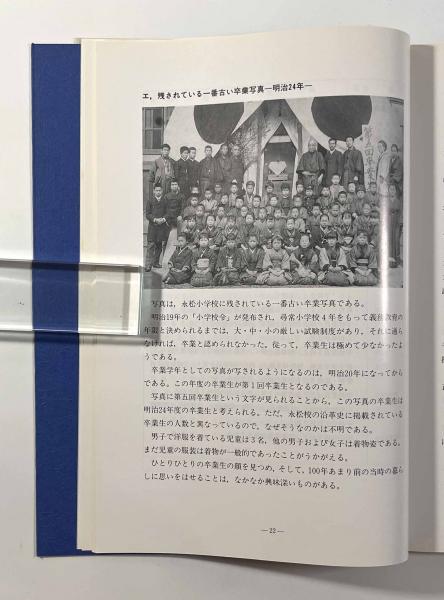 エ，残されている一番古い卒業写真―明治24年―
写真は，永松小学校に残されている一番古い卒業写真である。
明治19年の「小学校令」が発布され，尋常小学校4年をもって義務教育の
年限と決められるまでは，大・中・小の厳しい試験制度があり，それに通ら
なければ，卒業と認められなかった。従って，卒業生は極めて少なかったよ
うである。
卒業学年としての写真が写されるようになるのは，明治20年になってから
である。この年度の卒業生が第1回卒業生となるのである。
写真に第五回卒業生という文字が見られることから，この写真の卒業生は
明治24年度の卒業生と考えられる。ただ，永松校の沿革史に掲載されている
卒業生の人数と異なっているので，なぜそうなのかは不明である。
男子で洋服を着ている児童は3名，他の男子および女子は着物姿である。
まだ児童の服装は着物が一般的であったことがうかがえる。
ひとりひとりの卒業生の顔を見つめ，そして，100年あまり前の当時の暮ら
しに思いをはせることは，なかなか興味深いものがある。
―22―